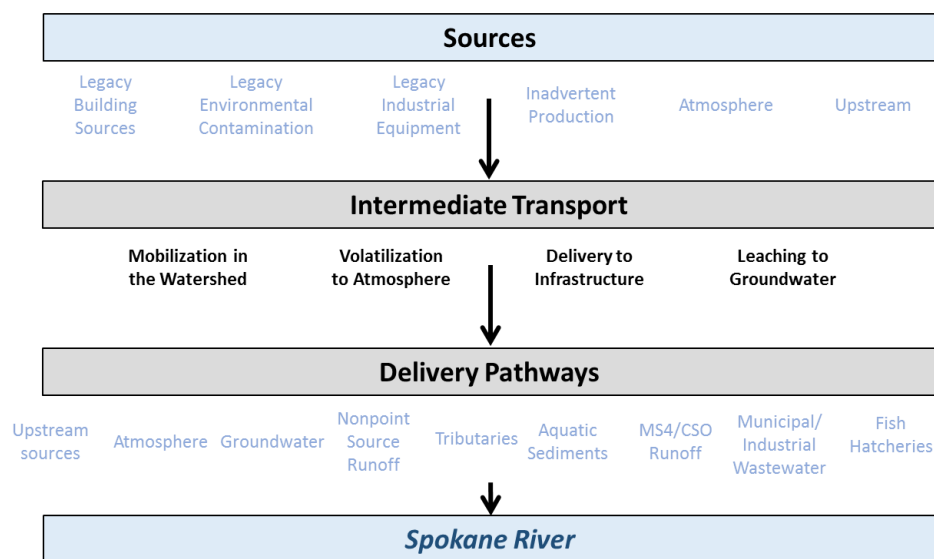 Sources
Legacy
Building
Sources
Legacy
Environmental
Contamination
Legacy
Industrial
Equipment
Inadvertent
Production
Atmosphere
Upstream
Intermediate Transport
Mobilization in
the Watershed
Volatilization
to Atmosphere
Delivery to
Infrastructure
Leaching to
Groundwater
Delivery Pathways
Upstream
sources
Atmosphere
Groundwater
Nonpoint
Source
Runoff
Tributaries
Aquatic
Sediments
MS4/CSO
Runoff
Municipal/
Industrial
Wastewater
Fish
Hatcheries
Spokane River